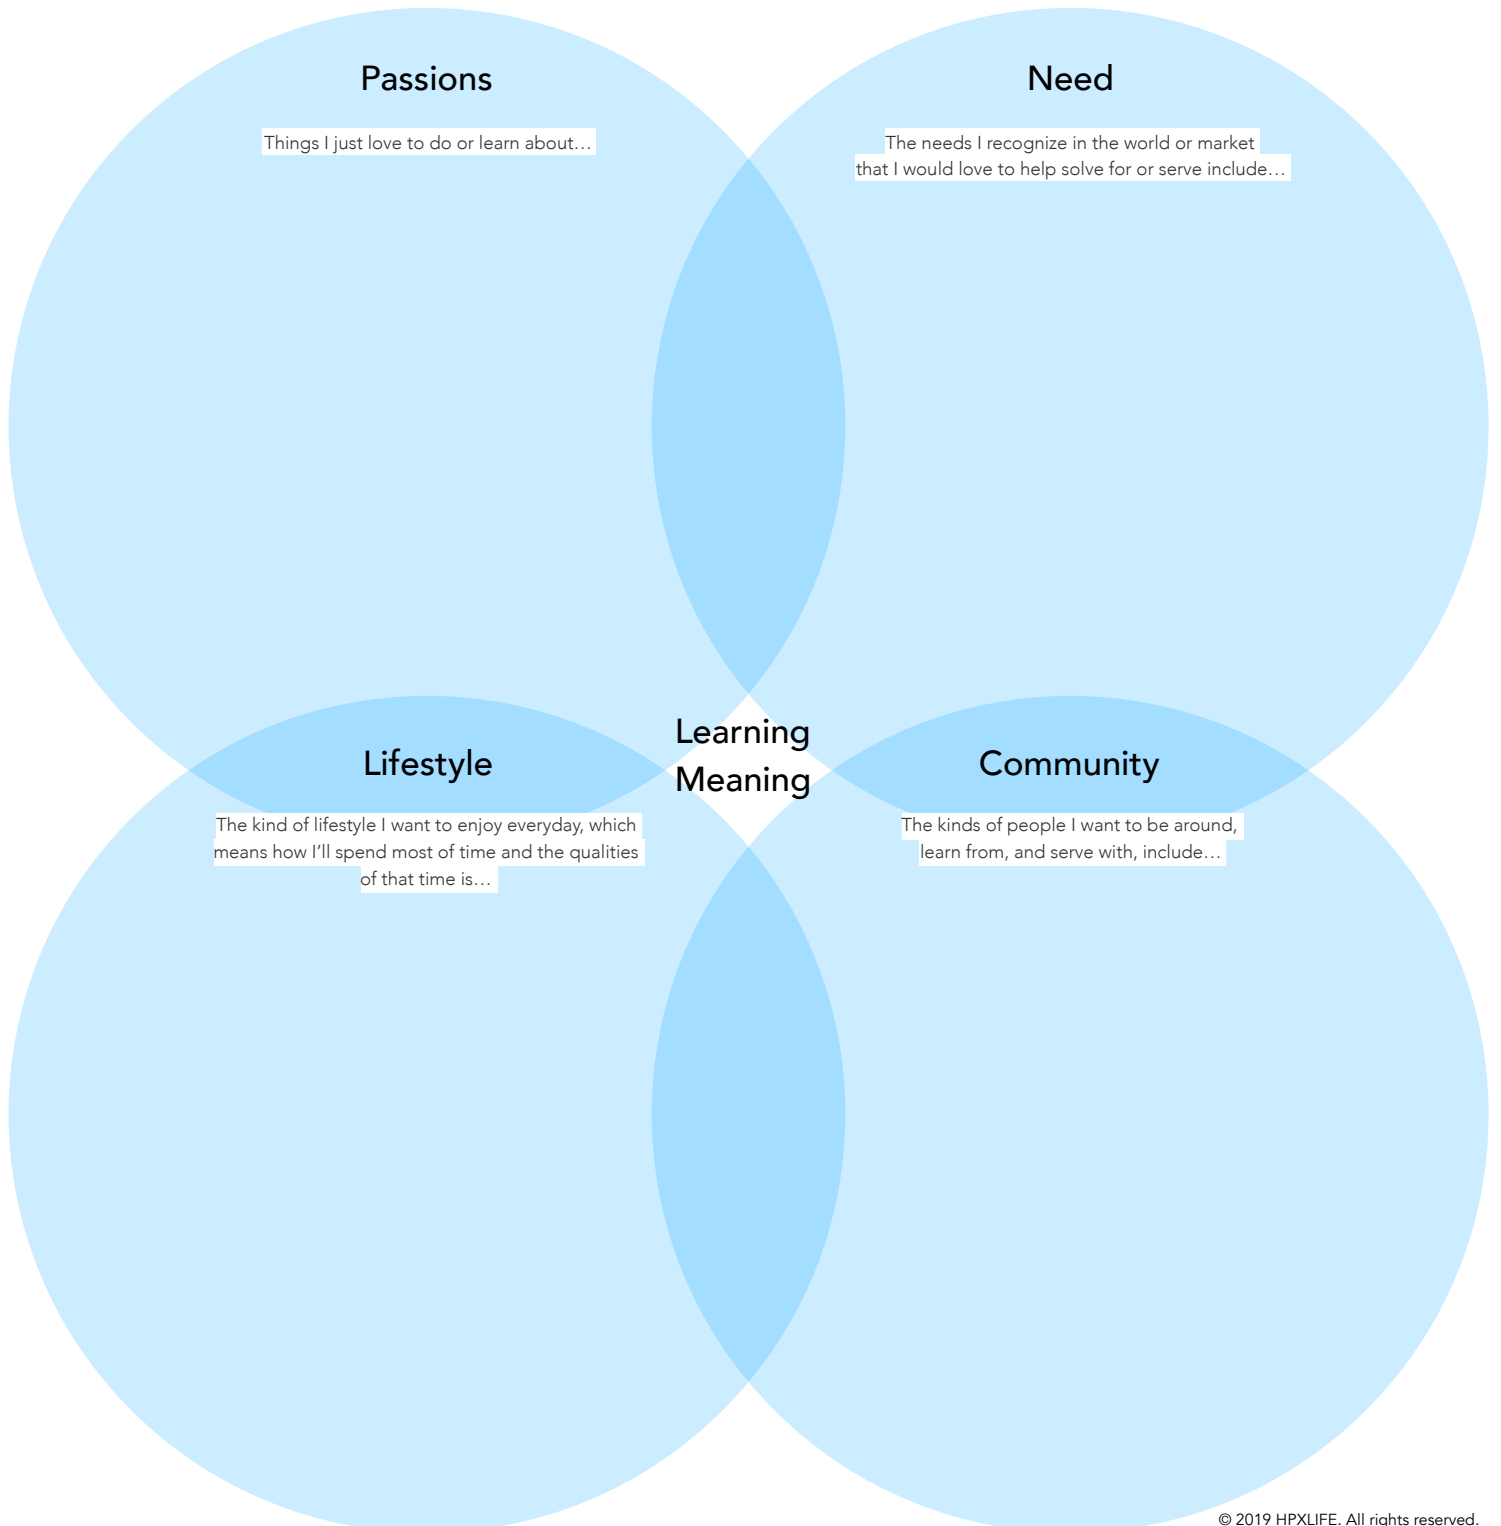 Passions
Things I just love to do or learn about…
Need
The needs I recognize in the world or market
that I would love to help solve for or serve include…
Learning
Meaning
Lifestyle
The kind of lifestyle I want to enjoy everyday, which
means how I’ll spend most of time and the qualities
of that time is…
Community
The kinds of people I want to be around,
learn from, and serve with, include…
© 2019 HPXLIFE. All rights reserved.